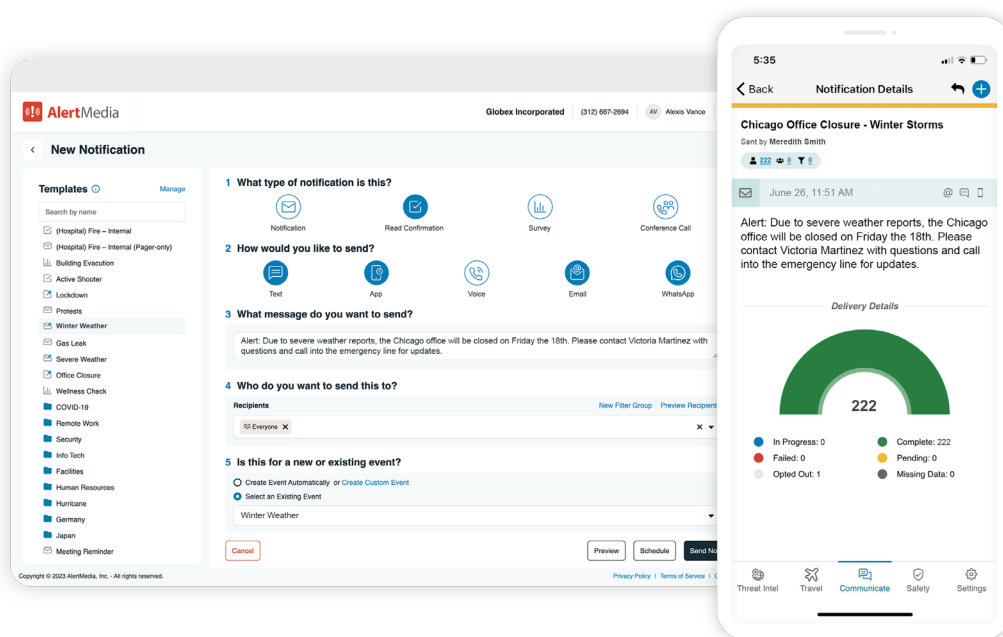 AlertMedia
Globex Incorporated (312) 667-2694 AV Alexis Vance
New Notification
Templates Manage
Search by name
(Hospital) Fire – Internal
(Hospital) Fire – Internal (Pager-only)
Building Evacution
Active Shooter
Lockdown
Protests
Winter Weather
Gas Leak
Severe Weather
Office Closure
Wellness Check
COVID-19
Remote Work
Security
Info Tech
Facilities
Human Resources
Hurricane
Germany
Japan
Meeting Reminder
1 What type of notification is this?
Notification Read Confirmation Survey Conference Call
2 How would you like to send?
Text App Voice Email WhatsApp
3 What message do you want to send?
Alert: Due to severe weather reports, the Chicago office will be closed on Friday the 18th. Please contact Victoria Martinez with
questions and call into the emergency line for updates.
4 Who do you want to send this to?
Recipients New Filter Group Preview Recipient
Everyone
5 Is this for a new or existing event?
Create Event Automatically or Create Custom Event
Select an Existing Event
Winter Weather
Cancel Preview Schedule Send No
Copyright © 2023 AlertMedia, Inc. - All rights reserved. Privacy Policy | Terms of Service |
5:35
Back Notification Details
Chicago Office Closure - Winter Storms
Sent by Meredith Smith
222 0 0
June 26, 11:51 AM
Alert: Due to severe weather reports, the Chicago
office will be closed on Friday the 18th. Please
contact Victoria Martinez with questions and call
into the emergency line for updates.
Delivery Details
222
In Progress: 0 Complete: 222
Failed: 0 Pending: 0
Opted Out: 1 Missing Data: 0
Threat Intel Travel Communicate Safety Settings